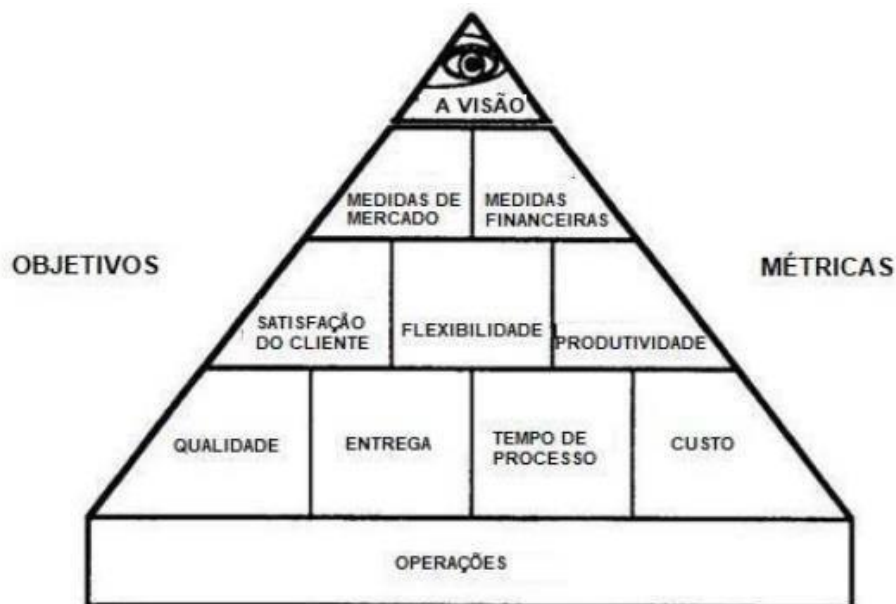 A VISÃO
MEDIDAS DE
MERCADO
MEDIDAS
FINANCEIRAS
OBJETIVOS
MÉTRICAS
SATISFAÇÃO
DO CLIENTE
FLEXIBILIDADE
PRODUTIVIDADE
QUALIDADE
ENTREGA
TEMPO DE
PROCESSO
CUSTO
OPERAÇÕES